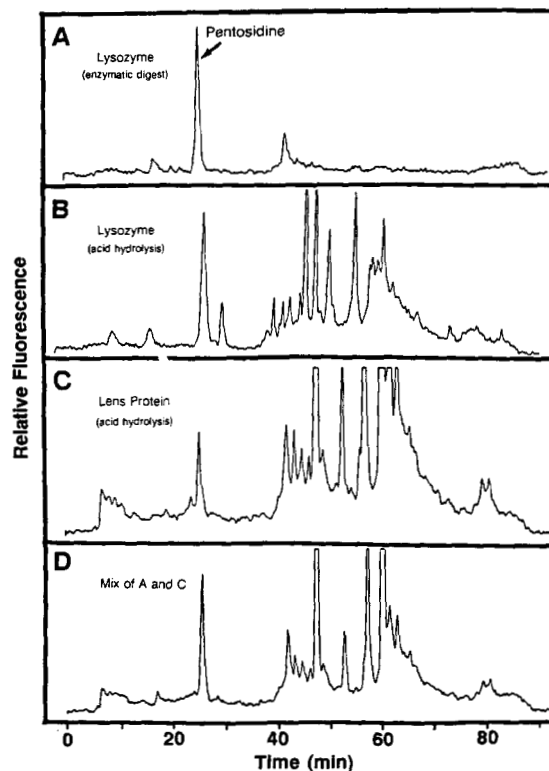 A
Lysozyme
(enzymatic digest)
Pentosidine
B
Lysozyme
(acid hydrolysis)
C
Lens Protein
(acid hydrolysis)
D
Mix of A and C
Relative Fluorescence
0 20 40 60 80
Time (min)